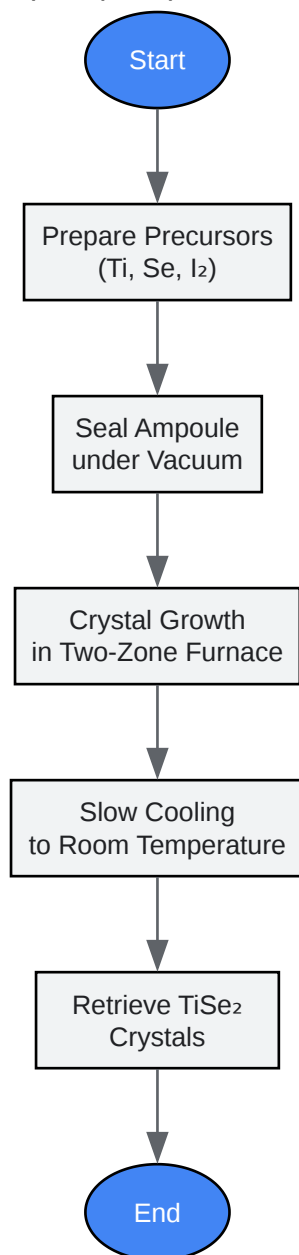 Start
Prepare Precursors
(Ti, Se, I₂)
Seal Ampoule
under Vacuum
Crystal Growth
in Two-Zone Furnace
Slow Cooling
to Room Temperature
Retrieve TiSe₂
Crystals
End